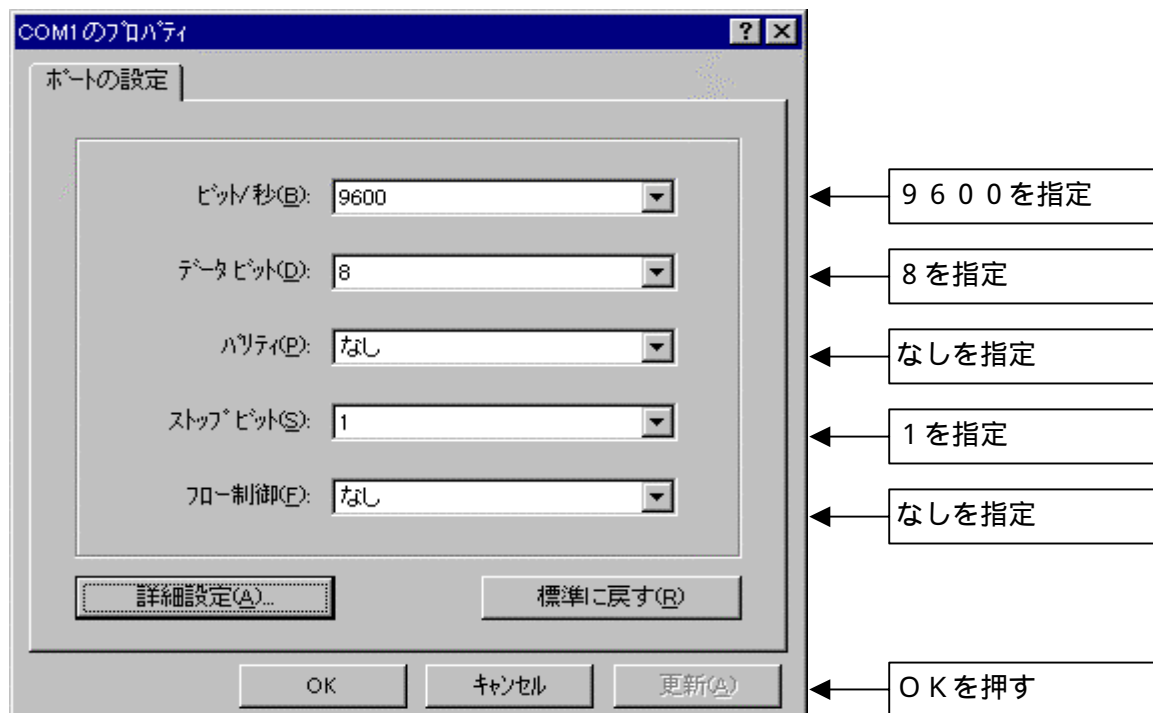 COM1のﾌﾟﾛﾊﾟﾃｨ
ﾎﾟｰﾄの設定
ﾋﾞｯﾄ/秒(B): 9600 ９６００を指定
ﾃﾞｰﾀ ﾋﾞｯﾄ(D): 8 ８を指定
ﾊﾟﾘﾃｨ(P): なし なしを指定
ｽﾄｯﾌﾟ ﾋﾞｯﾄ(S): 1 １を指定
ﾌﾛｰ制御(F): なし なしを指定
詳細設定(A)... 標準に戻す(R)
OK ｷｬﾝｾﾙ 更新(A) ＯＫを押す